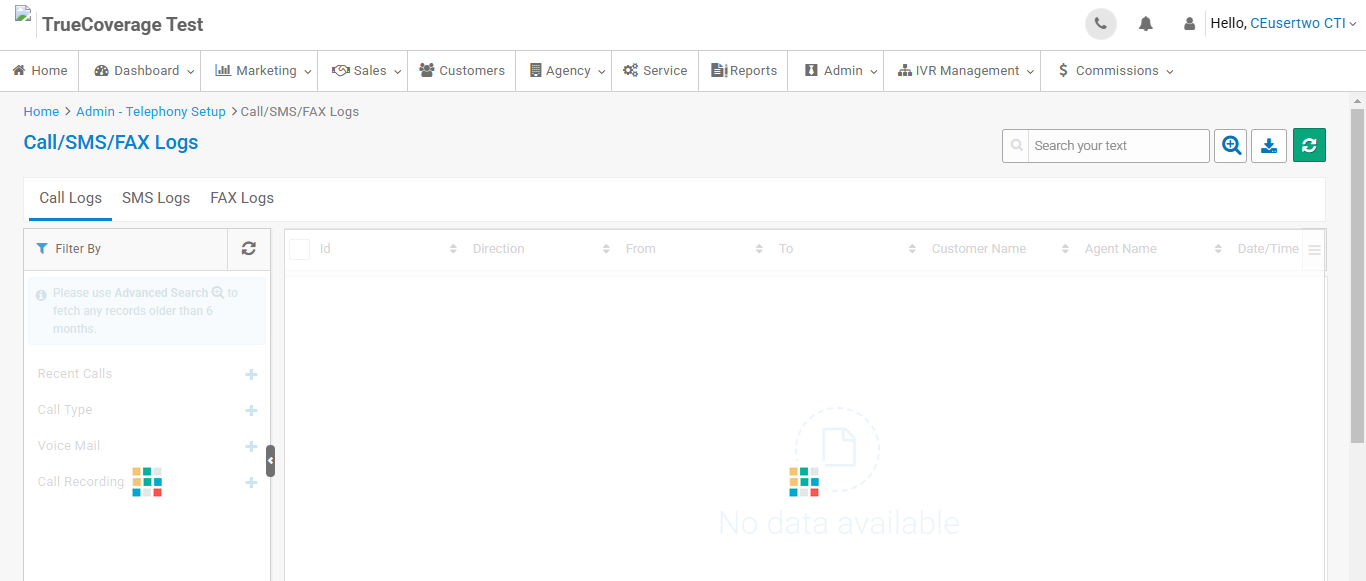 TrueCoverage Test
Hello, CEusertwo CTI
Home Dashboard Marketing Sales Customers Agency Service Reports Admin IVR Management $ Commissions
Home > Admin - Telephony Setup > Call/SMS/FAX Logs
Call/SMS/FAX Logs
Search your text
Call Logs SMS Logs FAX Logs
Filter By
Id Direction From To Customer Name Agent Name Date/Time
Please use Advanced Search to
fetch any records older than 6
months.
Recent Calls
Call Type
Voice Mail
Call Recording
No data available